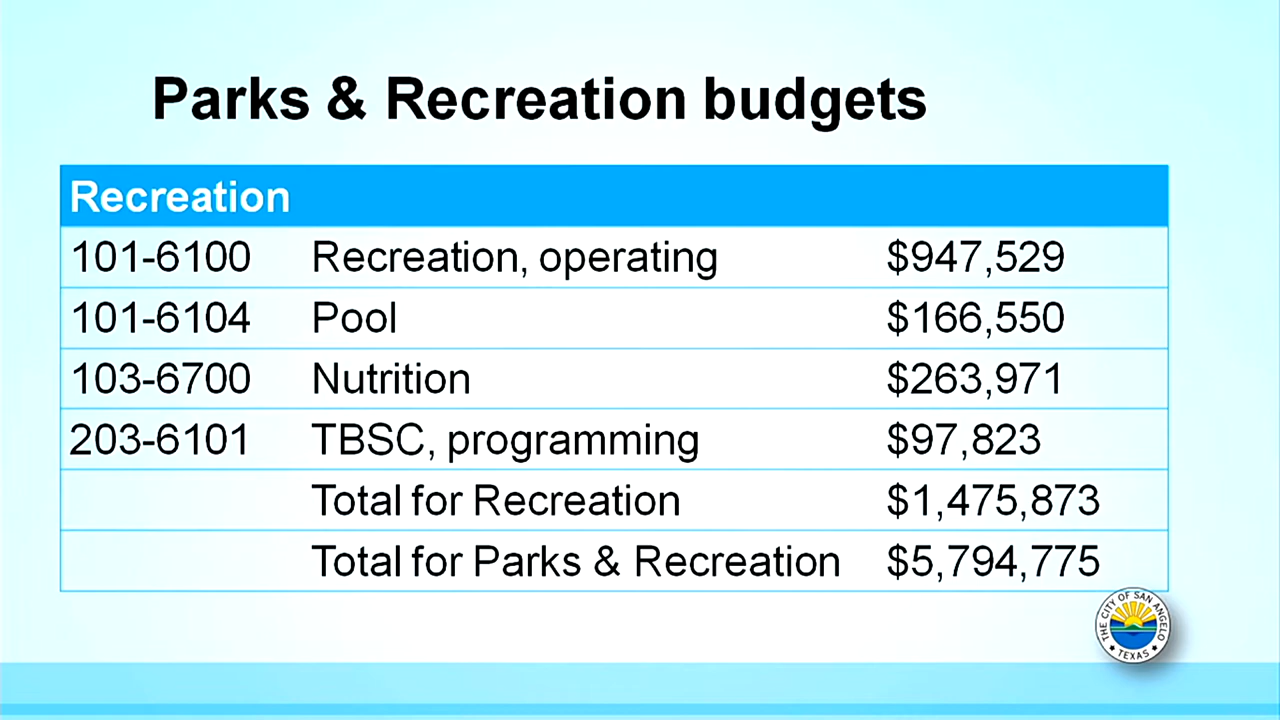 Parks & Recreation budgets
Recreation
101-6100 Recreation, operating $947,529
101-6104 Pool $166,550
103-6700 Nutrition $263,971
203-6101 TBSC, programming $97,823
Total for Recreation $1,475,873
Total for Parks & Recreation $5,794,775
THE CITY OF SAN ANGELO
TEXAS